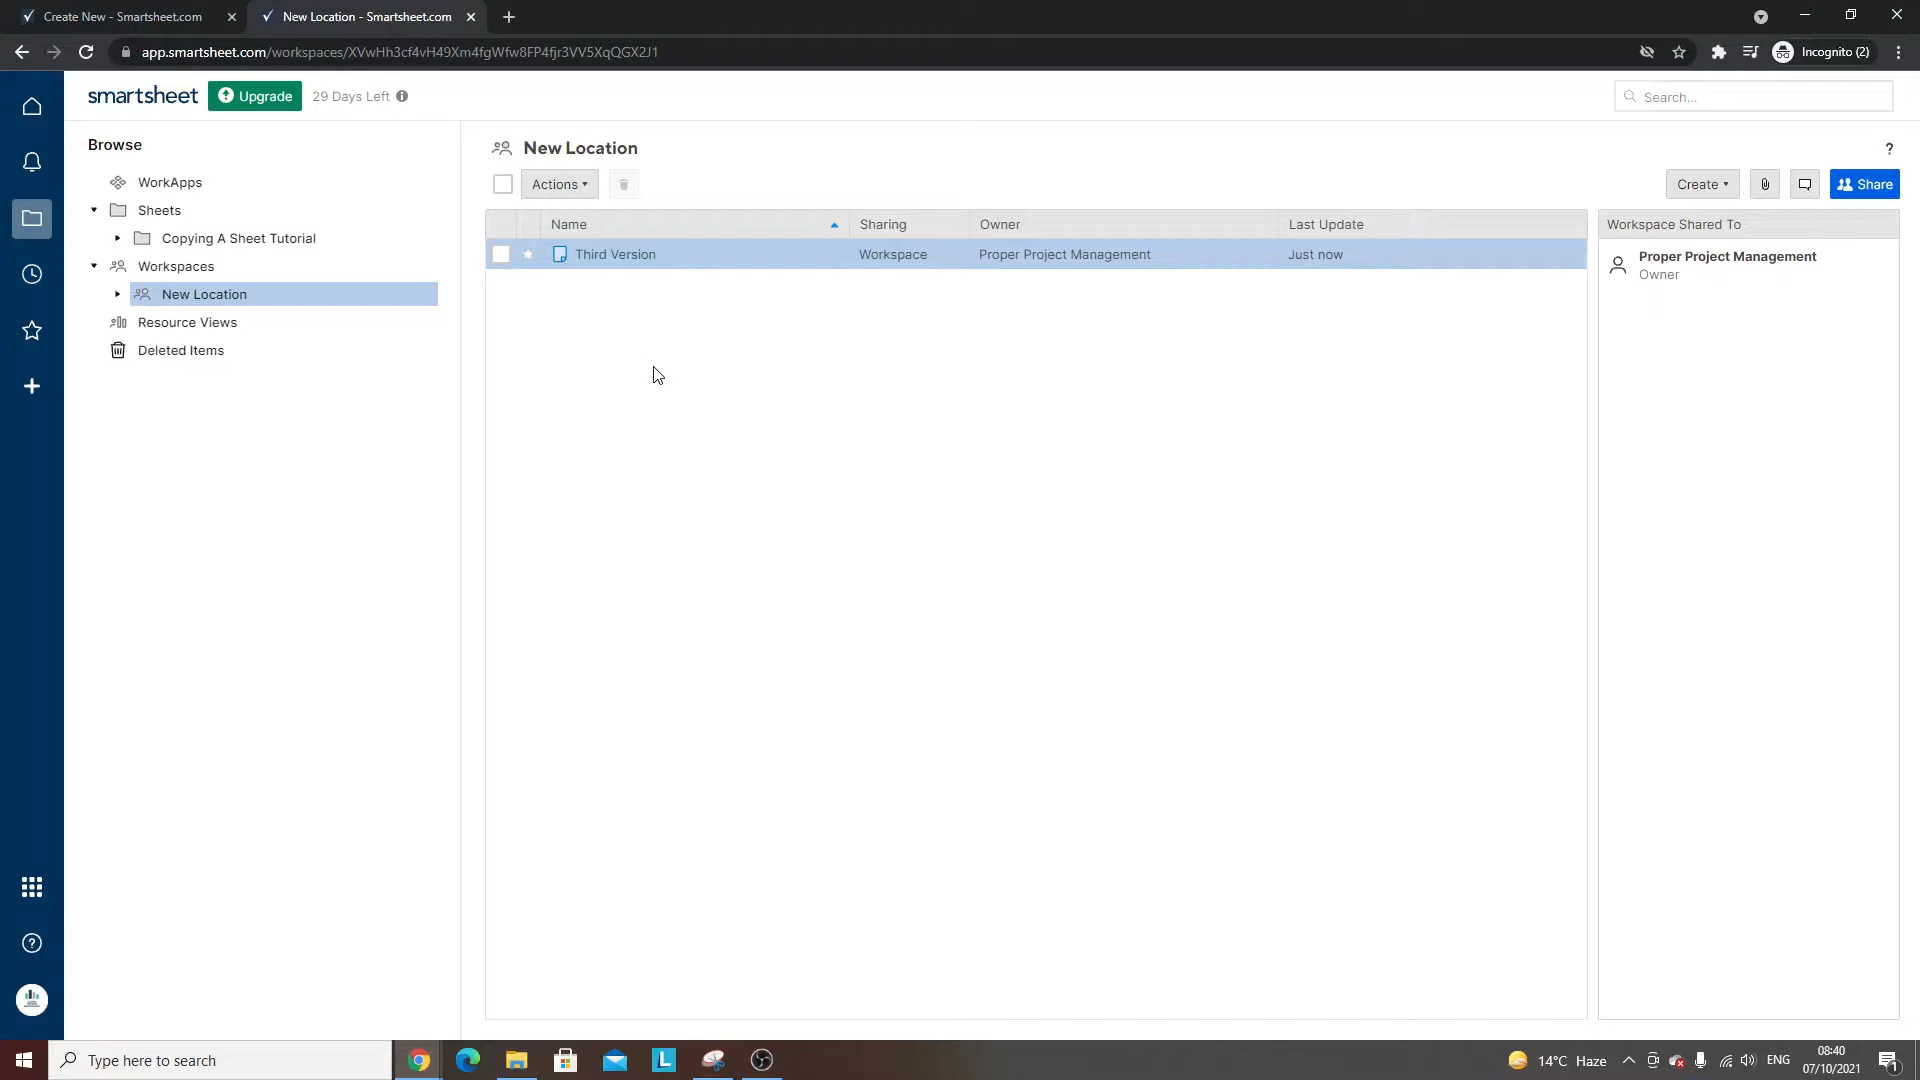 Create New - Smartsheet.com
New Location - Smartsheet.com
app.smartsheet.com/workspaces/XVwHh3cf4vH49Xm4fgWfw8FP4fjr3VV5XqQGX2J1
Incognito (2)
smartsheet
Upgrade
29 Days Left
Search...
Browse
WorkApps
Sheets
Copying A Sheet Tutorial
Workspaces
New Location
Resource Views
Deleted Items
New Location
?
Actions
Create
Share
Name Sharing Owner Last Update
Third Version Workspace Proper Project Management Just now
Workspace Shared To
Proper Project Management
Owner
Type here to search
14°C Haze
ENG
08:40
07/10/2021
1